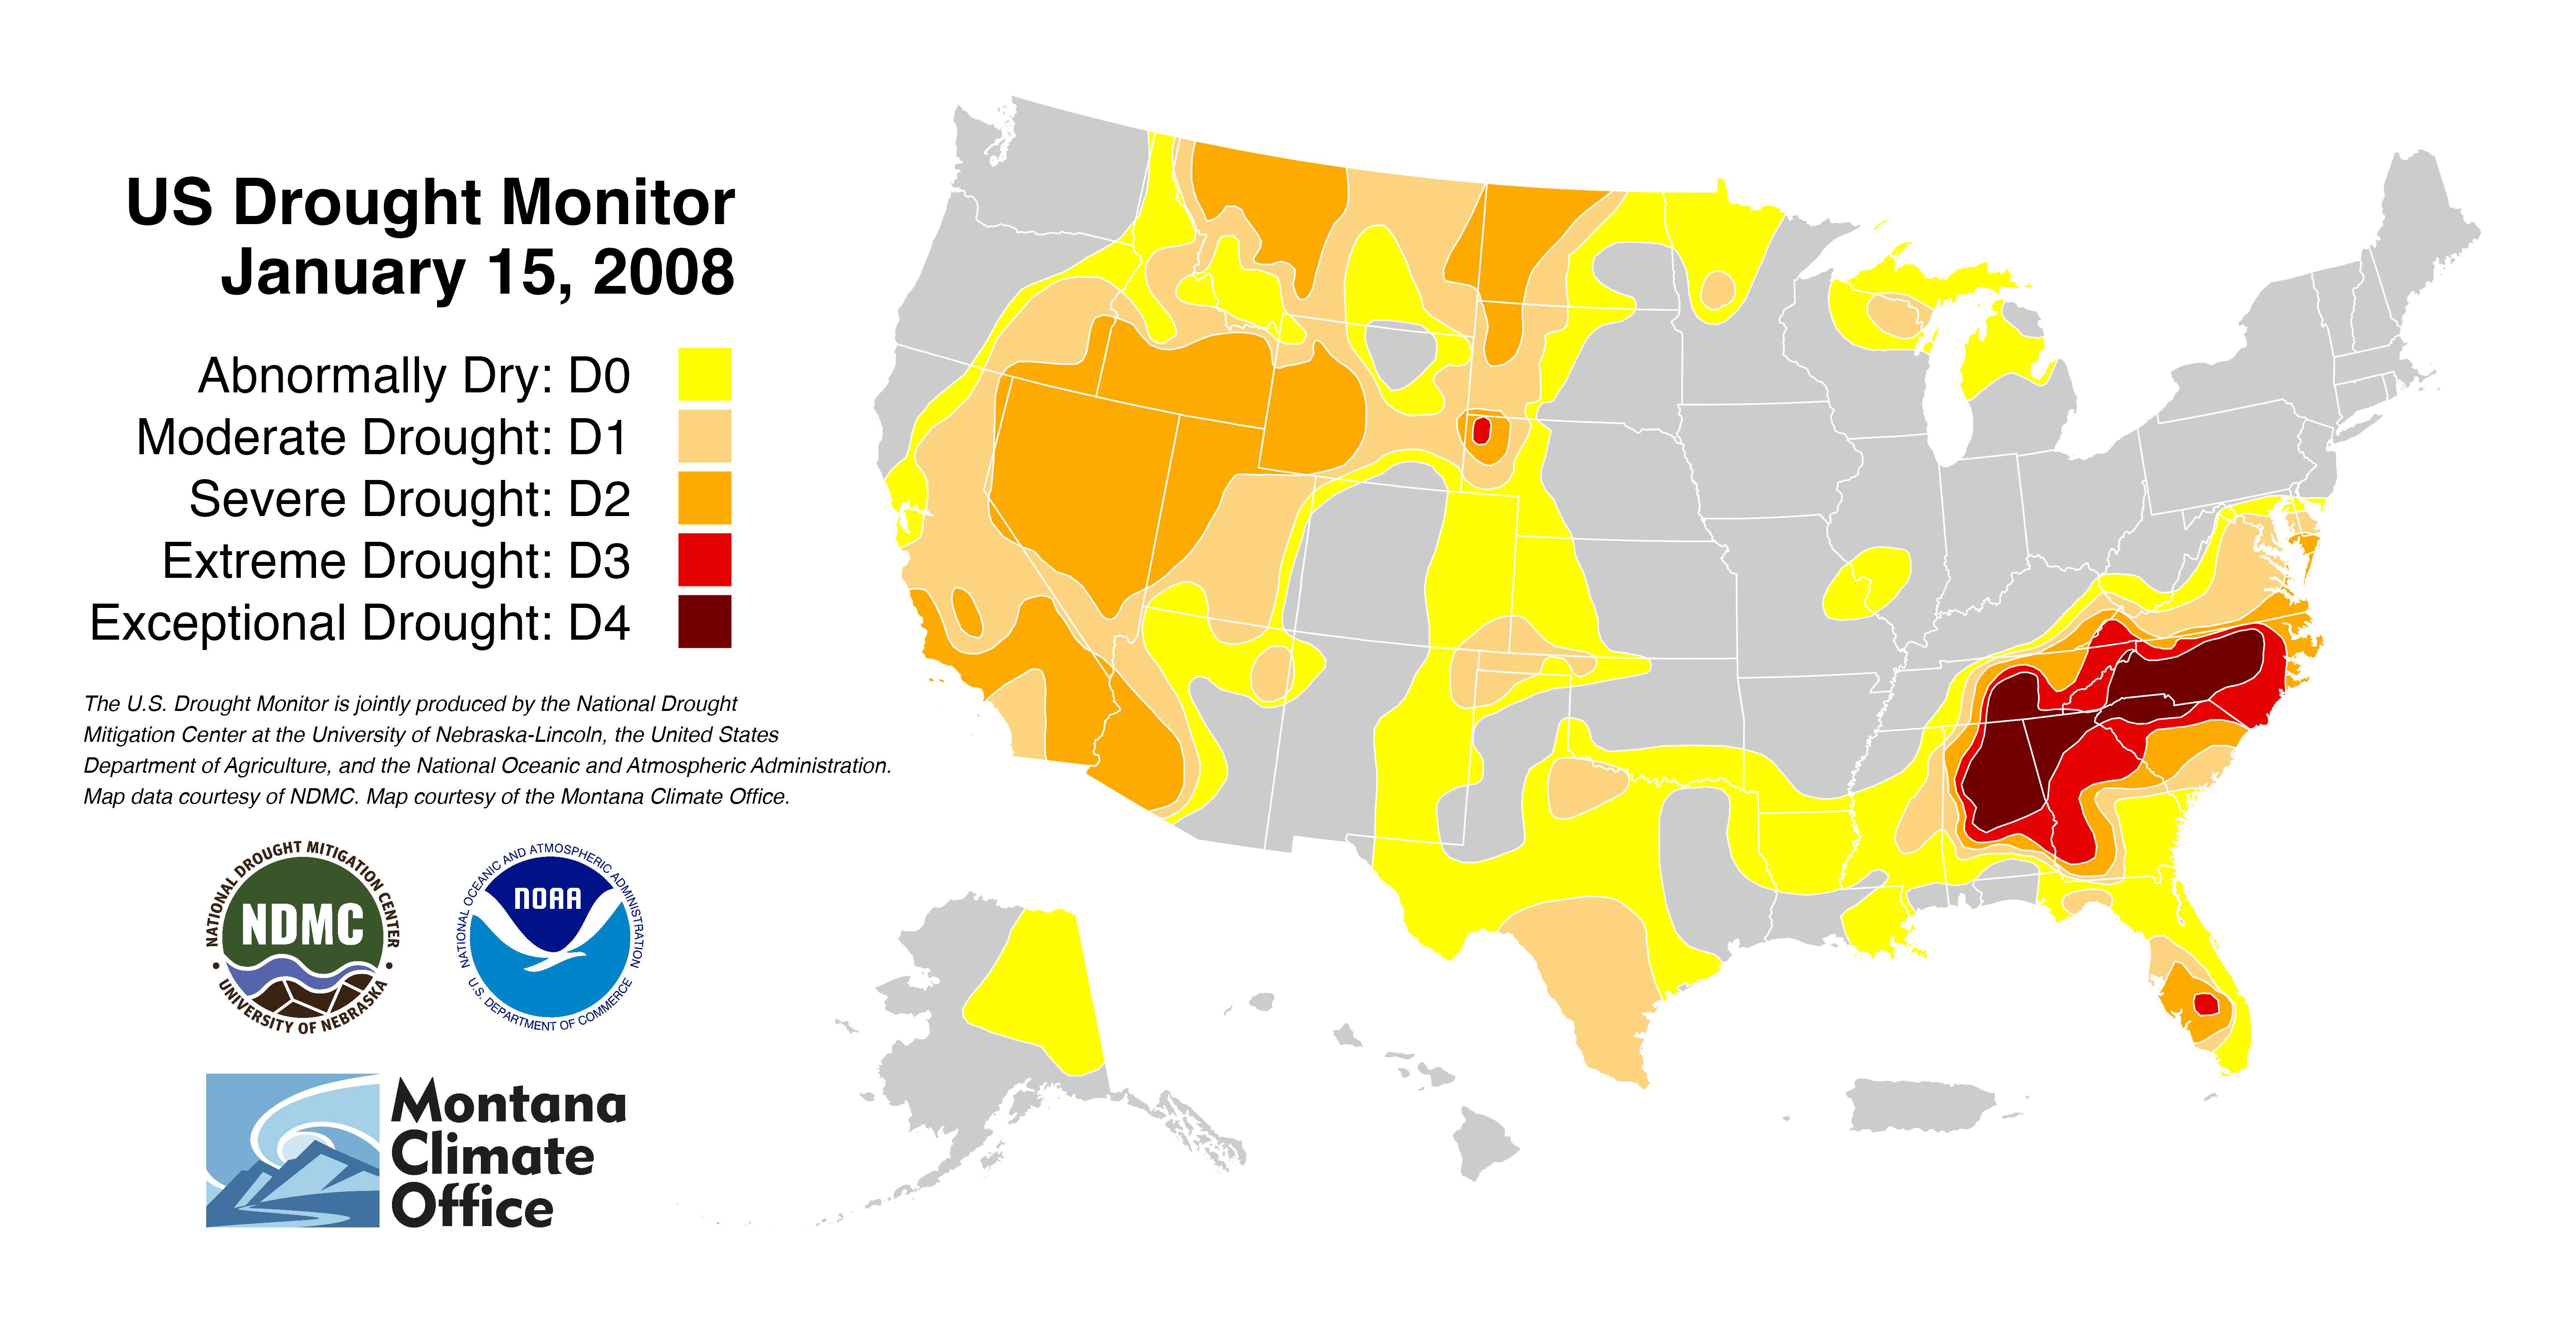 US Drought Monitor
January 15, 2008
Abnormally Dry: D0
Moderate Drought: D1
Severe Drought: D2
Extreme Drought: D3
Exceptional Drought: D4
The U.S. Drought Monitor is jointly produced by the National Drought
Mitigation Center at the University of Nebraska-Lincoln, the United States
Department of Agriculture, and the National Oceanic and Atmospheric Administration.
Map data courtesy of NDMC. Map courtesy of the Montana Climate Office.
NATIONAL DROUGHT MITIGATION CENTER
NDMC
• UNIVERSITY OF NEBRASKA •
NATIONAL OCEANIC AND ATMOSPHERIC ADMINISTRATION
NOAA
U.S. DEPARTMENT OF COMMERCE
Montana
Climate
Office